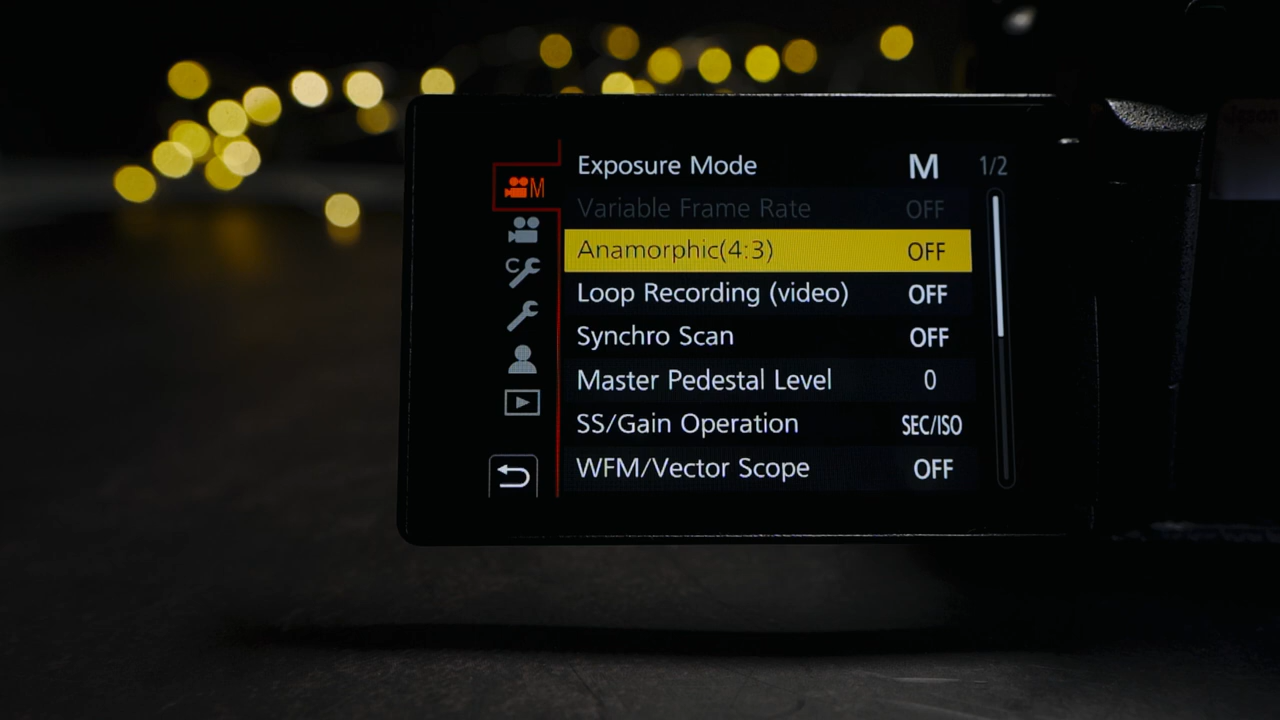 Exposure Mode M 1/2
M
Variable Frame Rate OFF
Anamorphic(4:3) OFF
Loop Recording (video) OFF
C
Synchro Scan OFF
Master Pedestal Level 0
SS/Gain Operation SEC/ISO
WFM/Vector Scope OFF